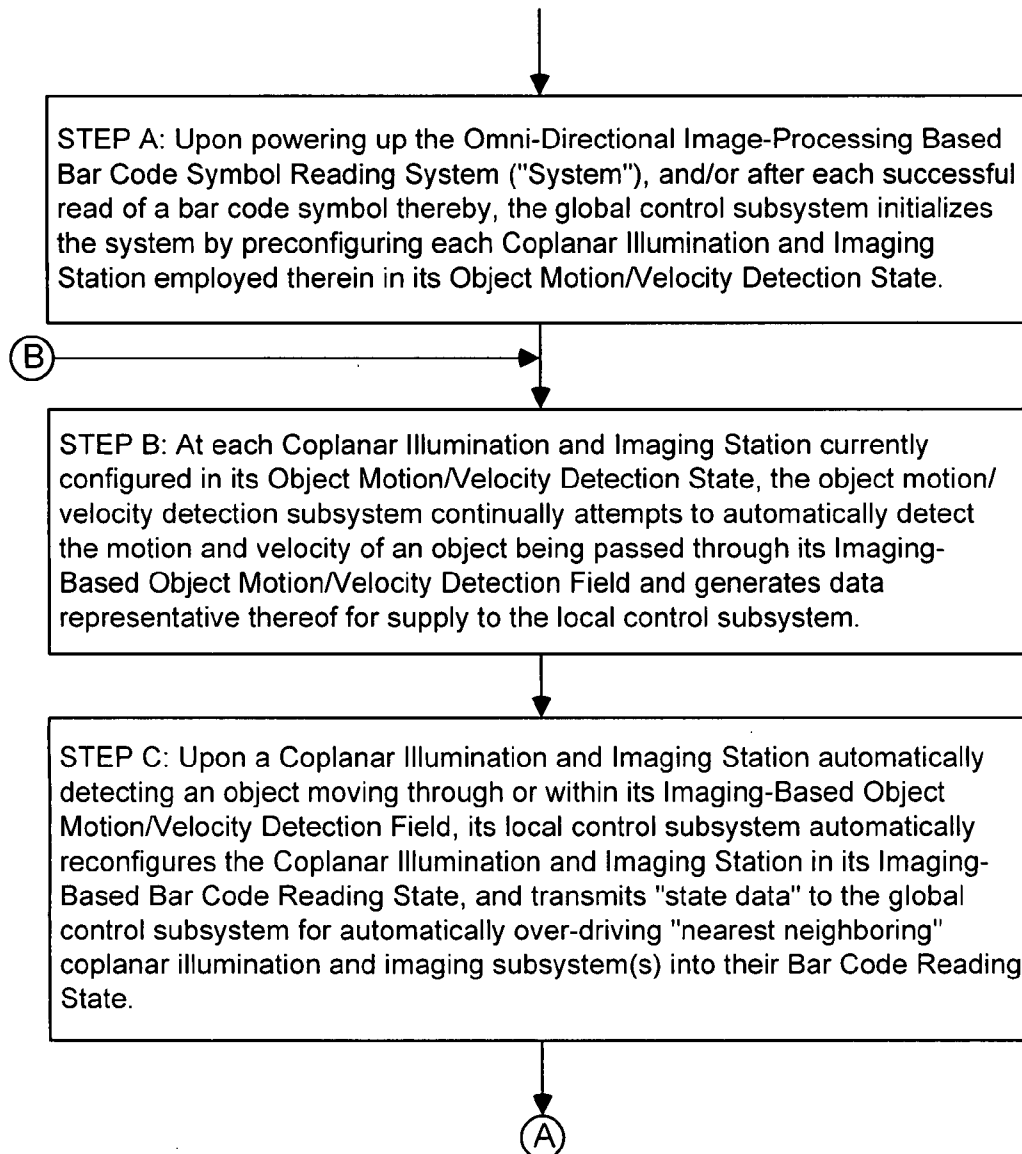 STEP A: Upon powering up the Omni-Directional Image-Processing Based
Bar Code Symbol Reading System ("System"), and/or after each successful
read of a bar code symbol thereby, the global control subsystem initializes
the system by preconfiguring each Coplanar Illumination and Imaging
Station employed therein in its Object Motion/Velocity Detection State.
B
STEP B: At each Coplanar Illumination and Imaging Station currently
configured in its Object Motion/Velocity Detection State, the object motion/
velocity detection subsystem continually attempts to automatically detect
the motion and velocity of an object being passed through its Imaging-
Based Object Motion/Velocity Detection Field and generates data
representative thereof for supply to the local control subsystem.
STEP C: Upon a Coplanar Illumination and Imaging Station automatically
detecting an object moving through or within its Imaging-Based Object
Motion/Velocity Detection Field, its local control subsystem automatically
reconfigures the Coplanar Illumination and Imaging Station in its Imaging-
Based Bar Code Reading State, and transmits "state data" to the global
control subsystem for automatically over-driving "nearest neighboring"
coplanar illumination and imaging subsystem(s) into their Bar Code Reading
State.
A